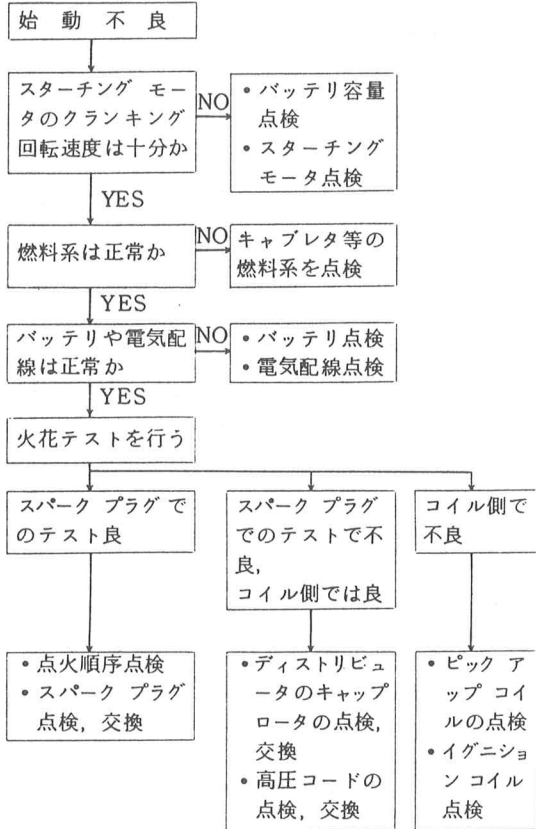 始動不良
スターチング モー
タのクランキング
回転速度は十分か
NO
• バッテリ容量
点検
• スターチング
モータ点検
YES
燃料系は正常か
NO
キャブレタ等の
燃料系を点検
YES
バッテリや電気配
線は正常か
NO
• バッテリ点検
• 電気配線点検
YES
火花テストを行う
スパーク プラグで
のテスト良
スパーク プラグ
でのテストで不
良,
コイル側では良
コイル側で
不良
• 点火順序点検
• スパーク プラグ
点検, 交換
• ディストリビュ
ータのキャップ
ロータの点検,
交換
• 高圧コードの
点検, 交換
• ピック ア
ップ コイ
ルの点検
• イグニショ
ン コイル
点検